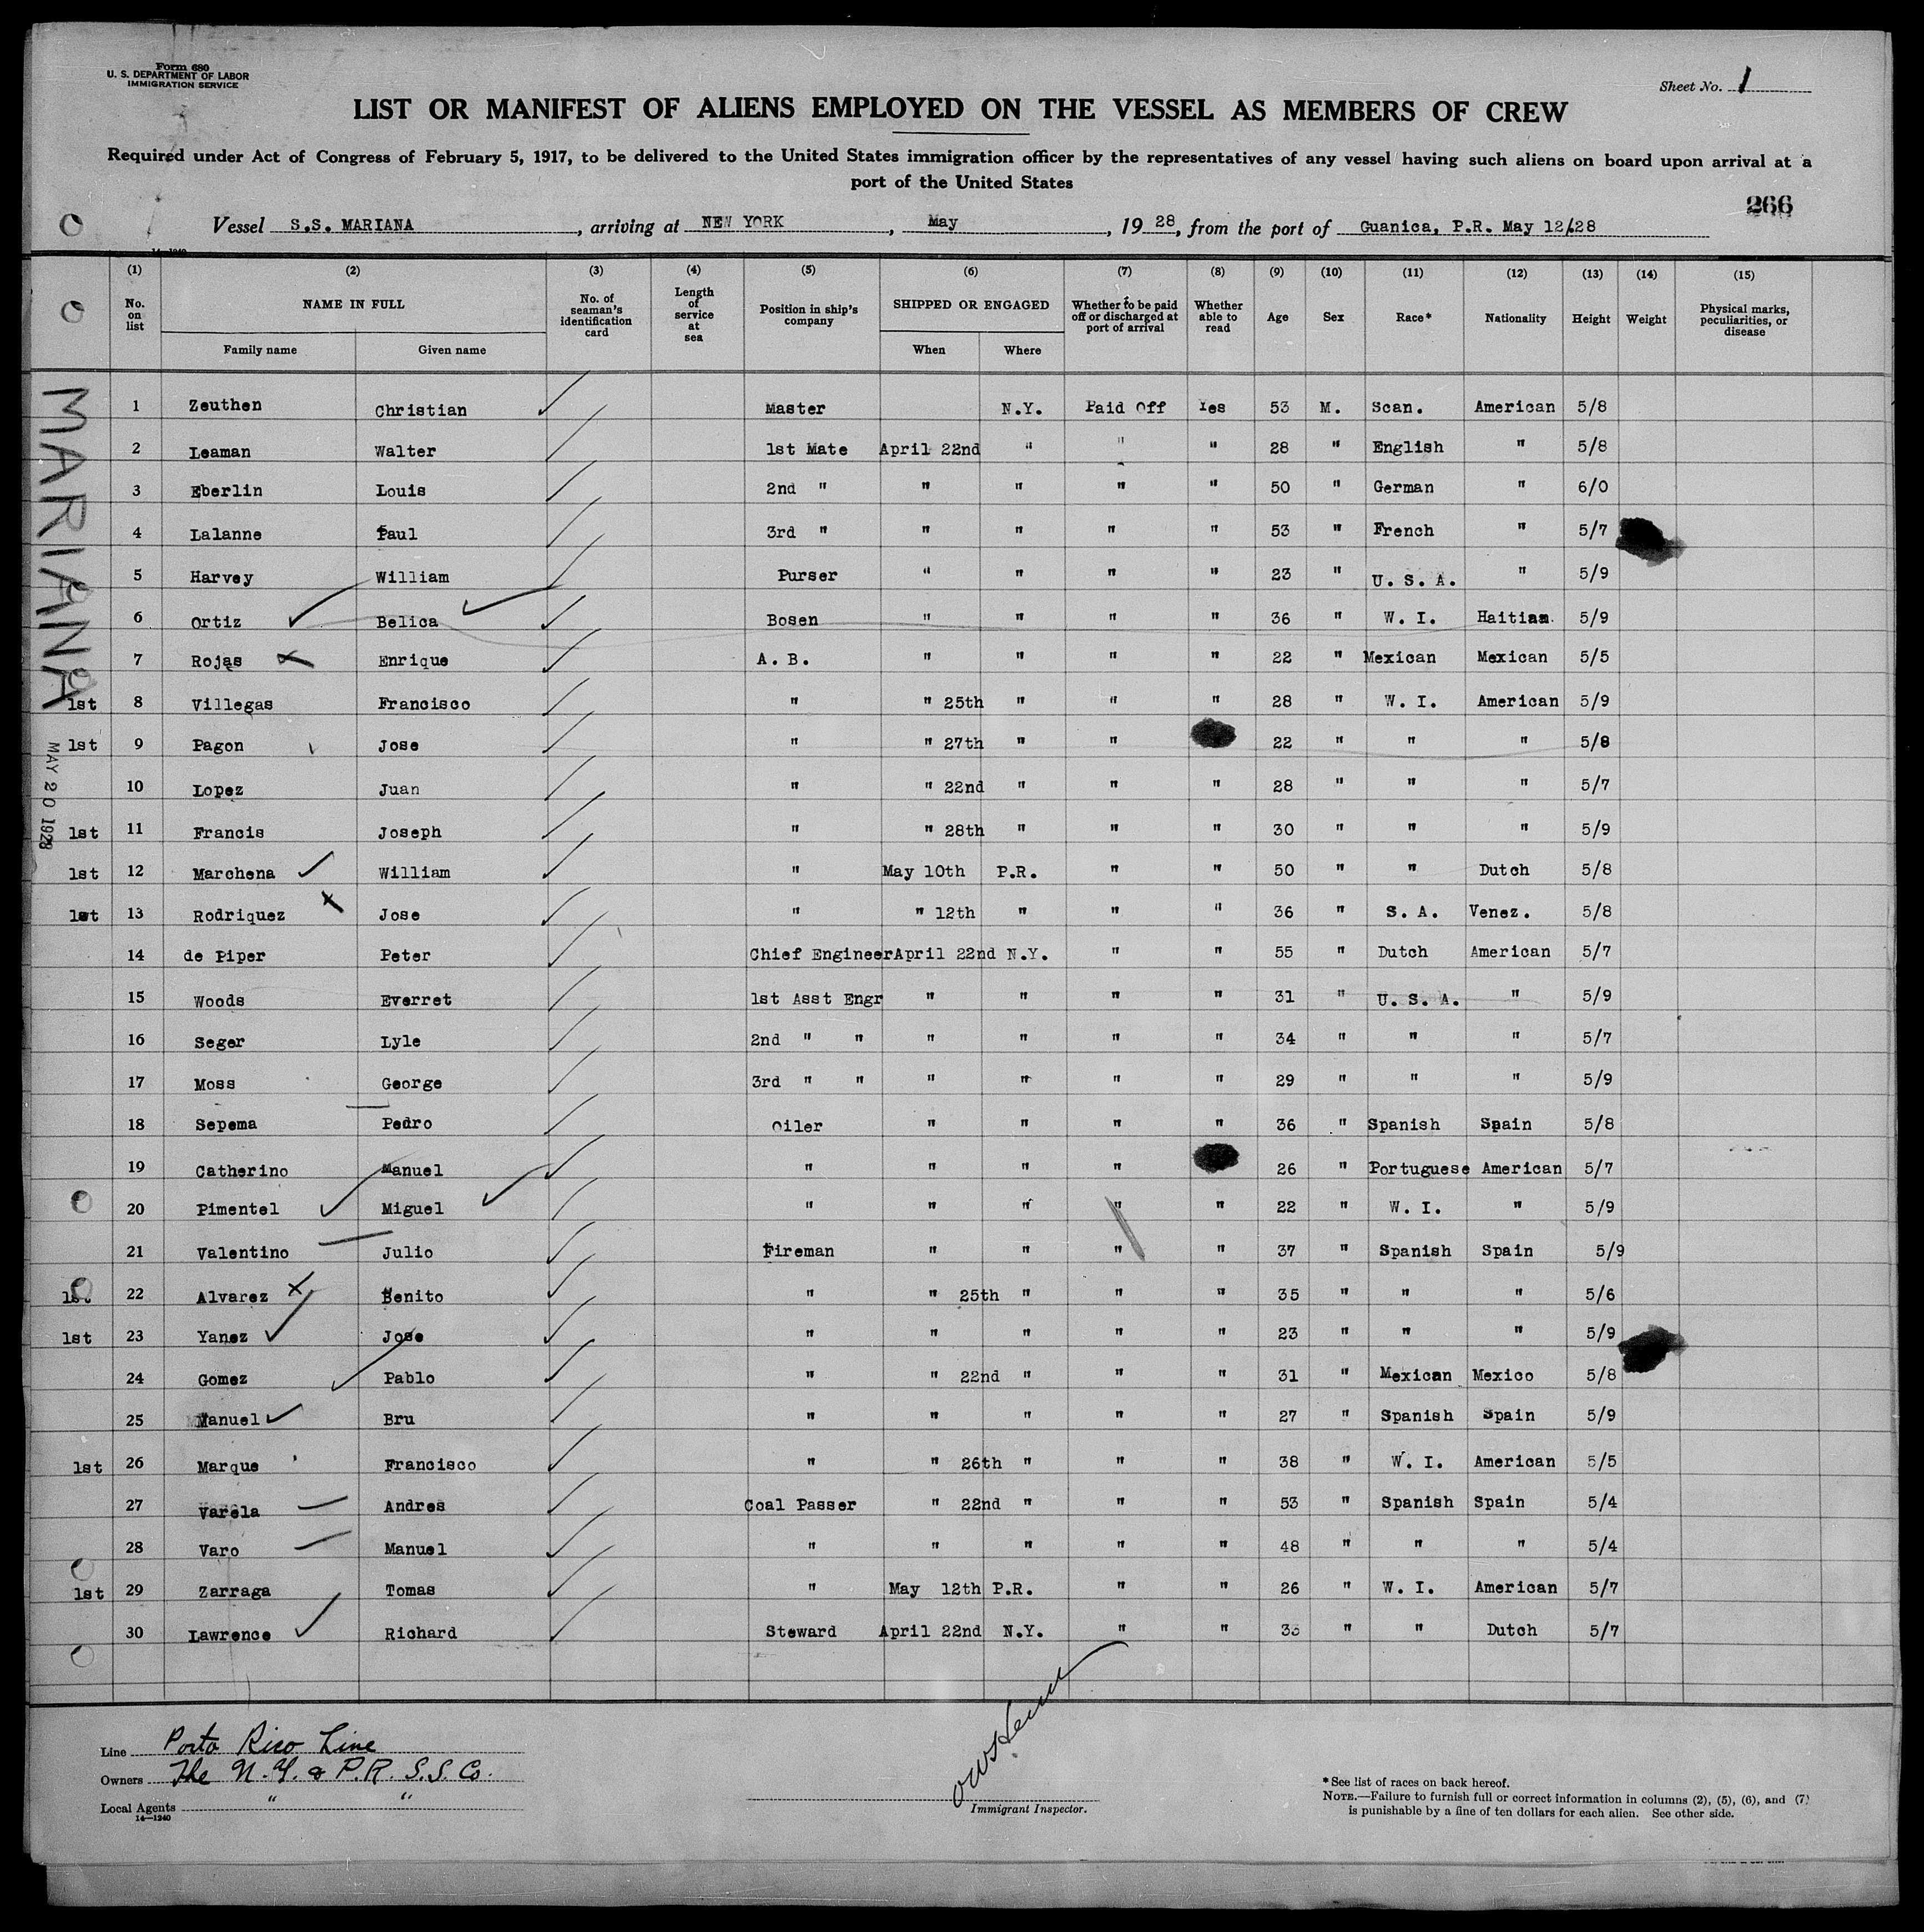 Form 680
U. S. DEPARTMENT OF LABOR
IMMIGRATION SERVICE
Sheet No. 1
LIST OR MANIFEST OF ALIENS EMPLOYED ON THE VESSEL AS MEMBERS OF CREW
Required under Act of Congress of February 5, 1917, to be delivered to the United States immigration officer by the representatives of any vessel having such aliens on board upon arrival at a
port of the United States
266
Vessel S.S. MARIANA, arriving at NEW YORK, May, 19 28, from the port of Guanica, P.R. May 12/28
14-1240
(1) (2) (3) (4) (5) (6) (7) (8) (9) (10) (11) (12) (13) (14) (15)
No. on list NAME IN FULL Family name Given name No. of seaman's identification card Length of service at sea Position in ship's company SHIPPED OR ENGAGED When Where Whether to be paid off or discharged at port of arrival Whether able to read Age Sex Race* Nationality Height Weight Physical marks, peculiarities, or disease
MARIANA
MAY 20 1928
1 Zeuthen Christian Master N.Y. Paid Off Yes 53 M. Scan. American 5/8
2 Leaman Walter 1st Mate April 22nd " " " 28 " English " 5/8
3 Eberlin Louis 2nd " " " " " 50 " German " 6/0
4 Lalanne Paul 3rd " " " " " 53 " French " 5/7
5 Harvey William Purser " " " " 23 " U. S. A. " 5/9
6 Ortiz Belica Bosen " " " " 36 " W. I. Haitian 5/9
7 Rojas Enrique A. B. " " " " 22 " Mexican Mexican 5/5
1st 8 Villegas Francisco " " 25th " " " 28 " W. I. American 5/9
1st 9 Pagon Jose " " 27th " " 22 " " " 5/8
10 Lopez Juan " " 22nd " " " 28 " " " 5/7
1st 11 Francis Joseph " " 28th " " " 30 " " " 5/9
1st 12 Marchena William " May 10th P.R. " " 50 " " Dutch 5/8
1st 13 Rodriquez Jose " " 12th " " " 36 " S. A. Venez. 5/8
14 de Piper Peter Chief Engineer April 22nd N.Y. " " 55 " Dutch American 5/7
15 Woods Everret 1st Asst Engr " " " " 31 " U. S. A. " 5/9
16 Seger Lyle 2nd " " " " " " 34 " " " 5/7
17 Moss George 3rd " " " " " " 29 " " " 5/9
18 Sepema Pedro Oiler " " " " 36 " Spanish Spain 5/8
19 Catherino Manuel " " " " 26 " Portuguese American 5/7
20 Pimentel Miguel " " " " " 22 " W. I. " 5/9
21 Valentino Julio Fireman " " " " 37 " Spanish Spain 5/9
1st 22 Alvarez Benito " " 25th " " " 35 " " " 5/6
1st 23 Yanez Jose " " " " " 23 " " " 5/9
24 Gomez Pablo " " 22nd " " " 31 " Mexican Mexico 5/8
25 Manuel Bru " " " " " 27 " Spanish Spain 5/9
1st 26 Marque Francisco " " 26th " " " 38 " W. I. American 5/5
27 Varela Andres Coal Passer " 22nd " " " 53 " Spanish Spain 5/4
28 Varo Manuel " " " " " 48 " " " 5/4
1st 29 Zarraga Tomas " May 12th P.R. " " 26 " W. I. American 5/7
30 Lawrence Richard Steward April 22nd N.Y. " " " " Dutch 5/7
Line Porto Rico Line
Owners The N.Y. & P.R. S.S. Co.
Local Agents " "
14—1240
Immigrant Inspector.
* See list of races on back hereof.
NOTE.—Failure to furnish full or correct information in columns (2), (5), (6), and (7)
is punishable by a fine of ten dollars for each alien. See other side.